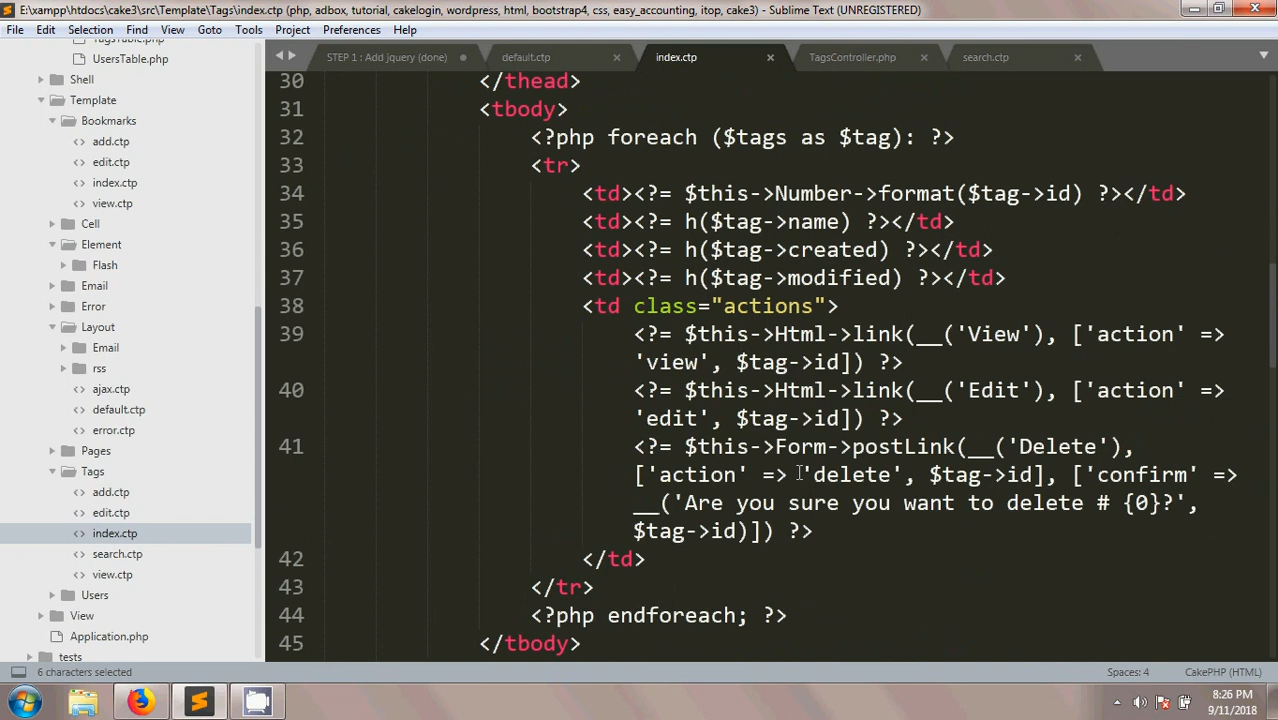 E:\xampp\htdocs\cake3\src\Template\Tags\index.ctp (php, adbox, tutorial, cakelogin, wordpress, html, bootstrap4, css, easy_accounting, lop, cake3) - Sublime Text (UNREGISTERED)
File Edit Selection Find View Goto Tools Project Preferences Help
TagsTable.php
UsersTable.php
Shell
Template
Bookmarks
add.ctp
edit.ctp
index.ctp
view.ctp
Cell
Element
Flash
Email
Error
Layout
Email
rss
ajax.ctp
default.ctp
error.ctp
Pages
Tags
add.ctp
edit.ctp
index.ctp
search.ctp
view.ctp
Users
View
Application.php
tests
STEP 1 : Add jquery (done) default.ctp index.ctp TagsController.php search.ctp
30 </thead>
31 <tbody>
32 <?php foreach ($tags as $tag): ?>
33 <tr>
34 <td><?= $this->Number->format($tag->id) ?></td>
35 <td><?= h($tag->name) ?></td>
36 <td><?= h($tag->created) ?></td>
37 <td><?= h($tag->modified) ?></td>
38 <td class="actions">
39 <?= $this->Html->link(__('View'), ['action' =>
'view', $tag->id]) ?>
40 <?= $this->Html->link(__('Edit'), ['action' =>
'edit', $tag->id]) ?>
41 <?= $this->Form->postLink(__('Delete'),
['action' => 'delete', $tag->id], ['confirm' =>
__('Are you sure you want to delete # {0}?',
$tag->id)]) ?>
42 </td>
43 </tr>
44 <?php endforeach; ?>
45 </tbody>
6 characters selected Spaces: 4 CakePHP (HTML)
8:26 PM
9/11/2018